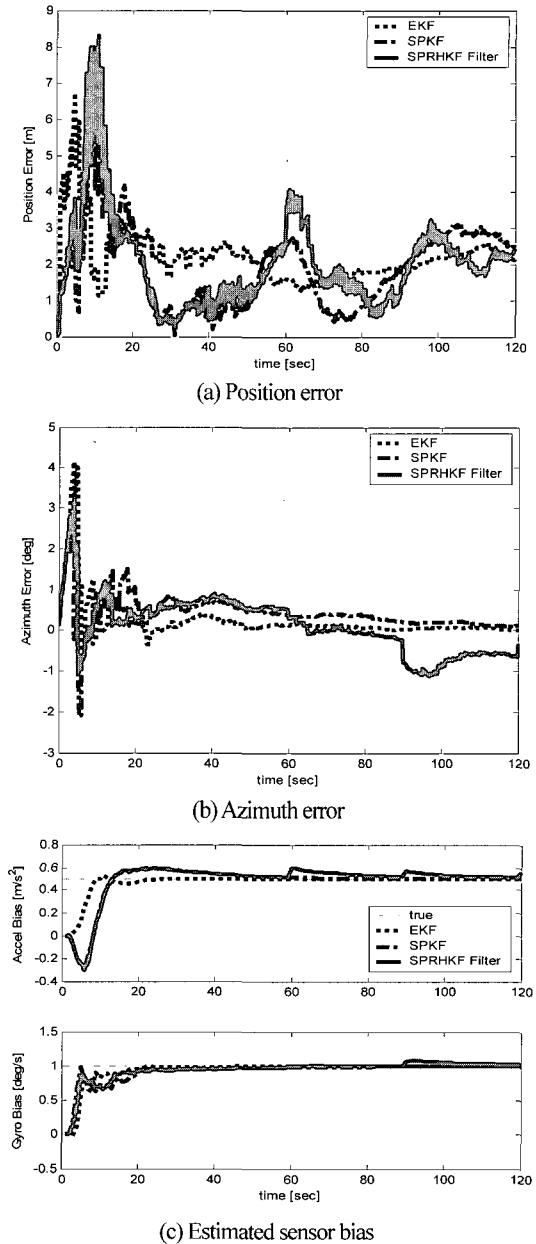 9
8
7
6
5
4
3
2
1
0
Position Error [m]
EKF
SPKF
SPRHKF Filter
0 20 40 60 80 100 120
time [sec]
(a) Position error
5
4
3
2
1
0
-1
-2
-3
Azimuth Error [deg]
EKF
SPKF
SPRHKF Filter
0 20 40 60 80 100 120
time [sec]
(b) Azimuth error
0.8
0.6
0.4
0.2
0
-0.2
-0.4
Accel Bias [m/s²]
true
EKF
SPKF
SPRHKF Filter
0 20 40 60 80 100 120
1.5
1
0.5
0
-0.5
Gyro Bias [deg/s]
0 20 40 60 80 100 120
time [sec]
(c) Estimated sensor bias